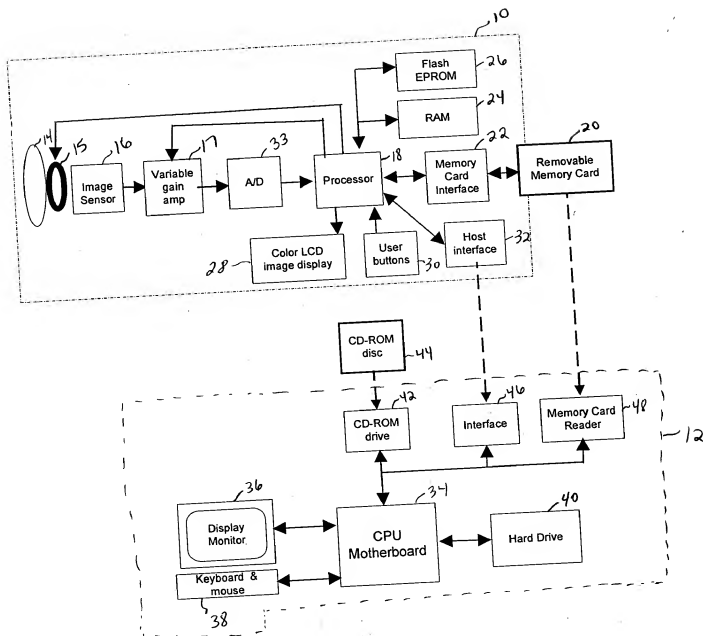 10
Flash
EPROM
26
RAM
24
14
15
16
17
33
18
22
20
Image
Sensor
Variable
gain
amp
A/D
Processor
Memory
Card
Interface
Removable
Memory Card
Color LCD
image display
28
User
buttons
30
Host
interface
32
CD-ROM
disc
44
42
CD-ROM
drive
46
Interface
Memory Card
Reader
48
12
36
Display
Monitor
34
CPU
Motherboard
40
Hard Drive
Keyboard &
mouse
38